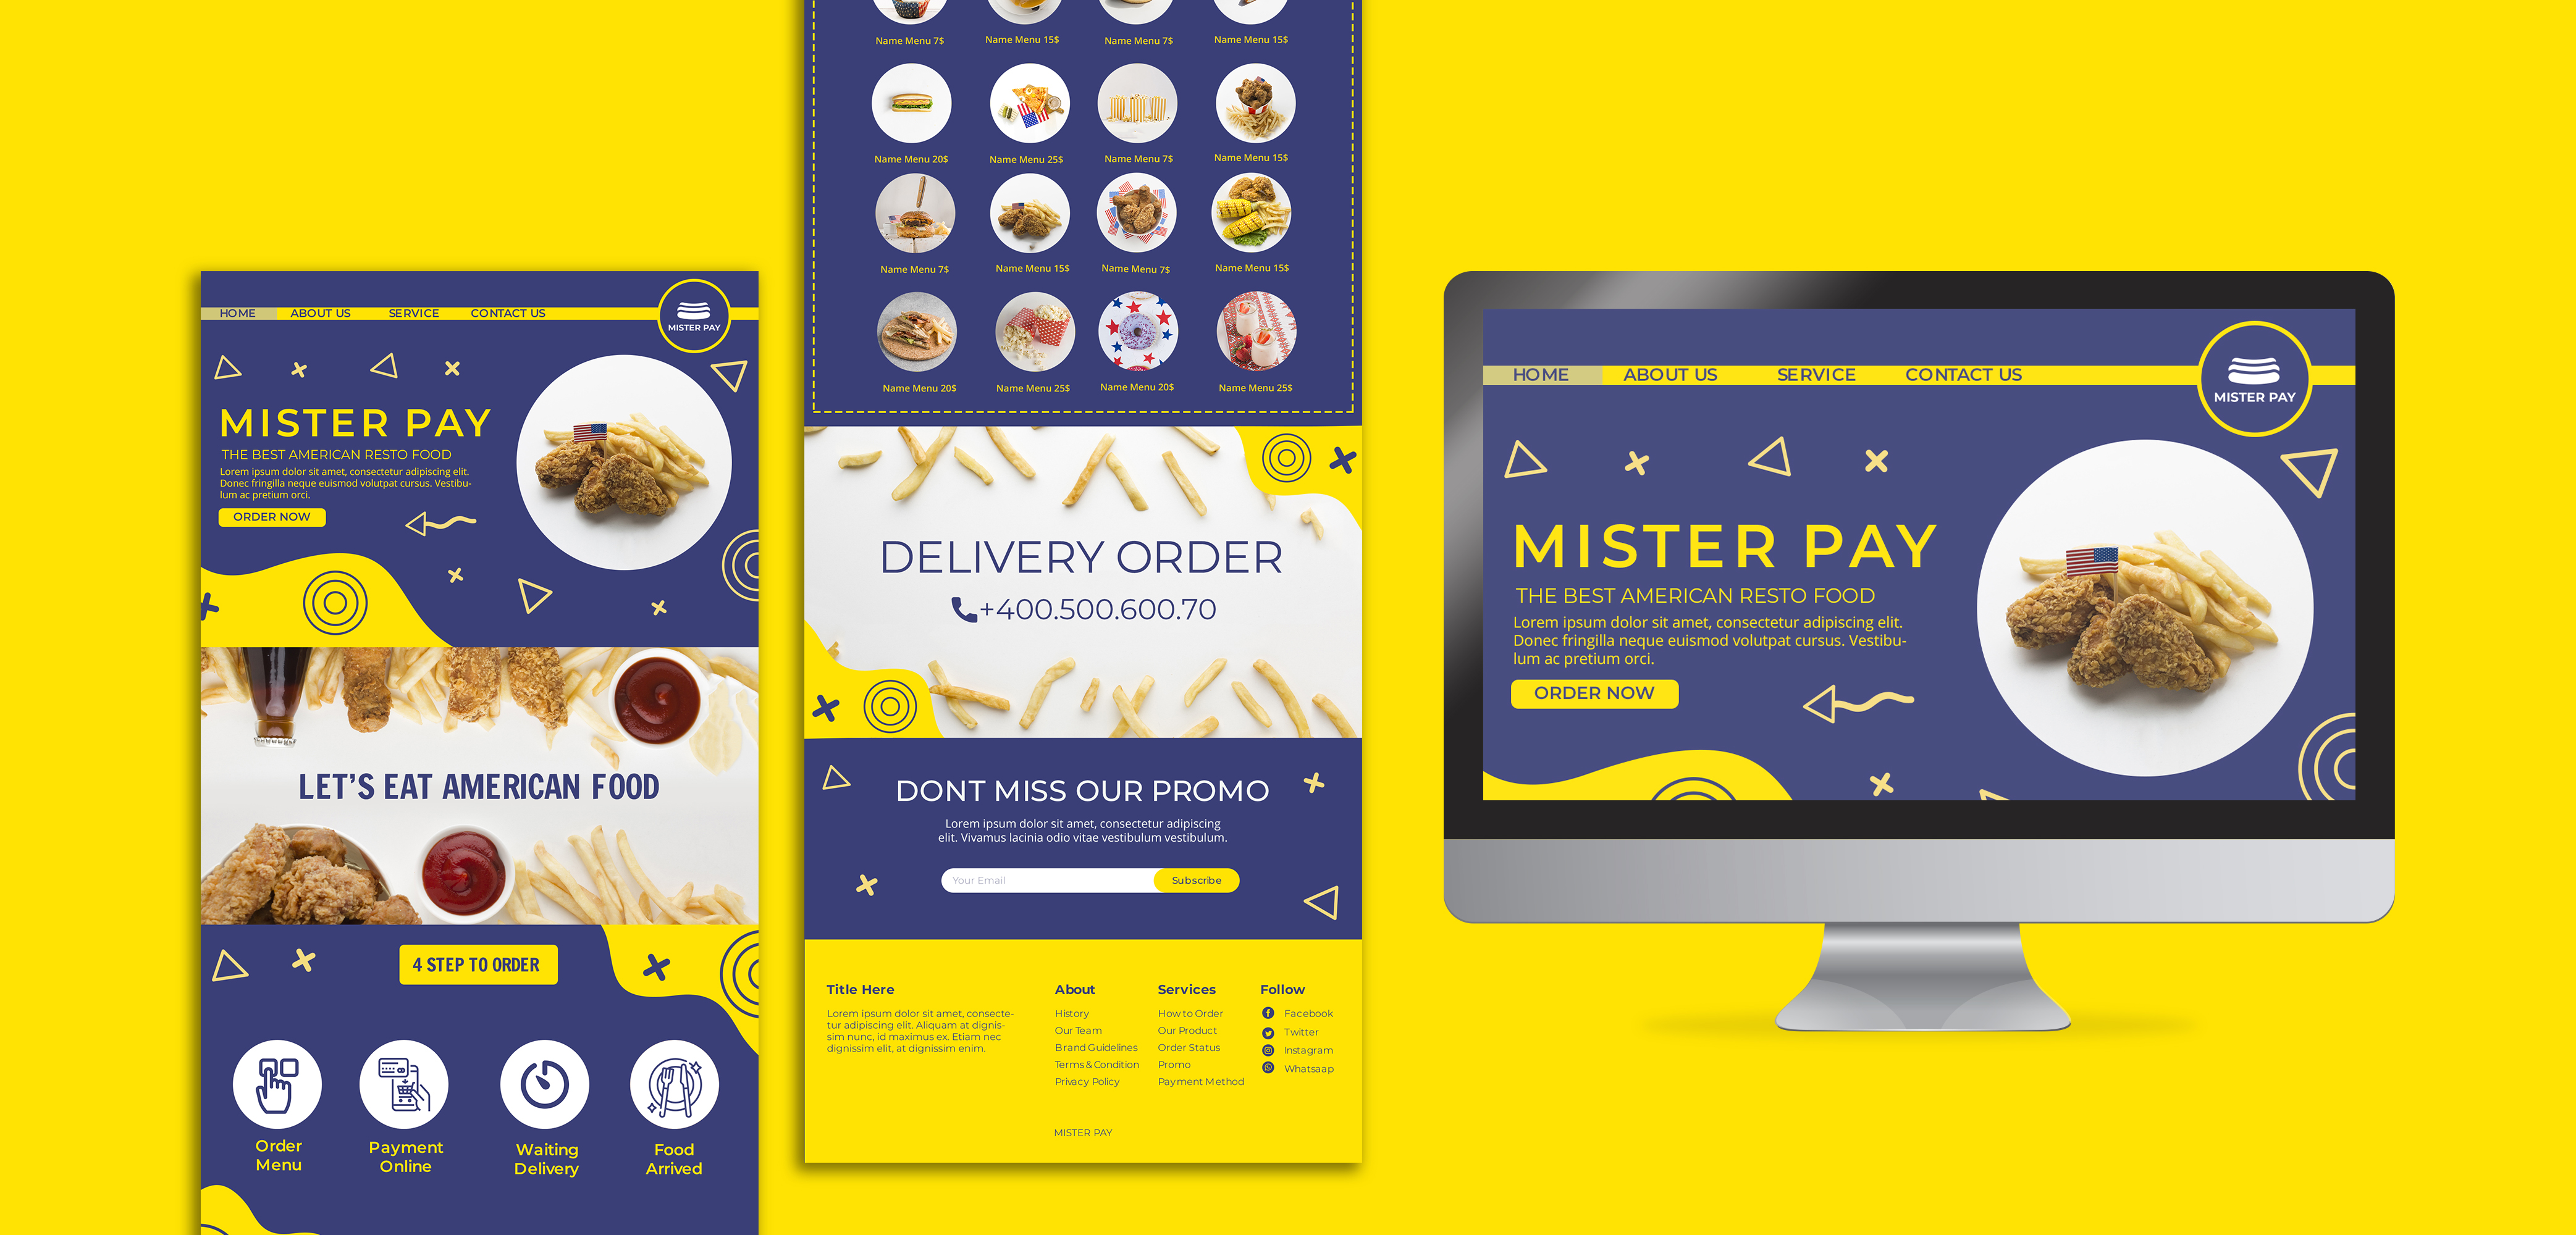 HOME ABOUT US SERVICE CONTACT US
MISTER PAY
MISTER PAY
THE BEST AMERICAN RESTO FOOD
Lorem ipsum dolor sit amet, consectetur adipiscing elit.
Donec fringilla neque euismod volutpat cursus. Vestibu-
lum ac pretium orci.
ORDER NOW
LET'S EAT AMERICAN FOOD
4 STEP TO ORDER
Order
Menu
Payment
Online
Waiting
Delivery
Food
Arrived
Name Menu 7$ Name Menu 15$ Name Menu 7$ Name Menu 15$
Name Menu 20$ Name Menu 25$ Name Menu 7$ Name Menu 15$
Name Menu 7$ Name Menu 15$ Name Menu 7$ Name Menu 15$
Name Menu 20$ Name Menu 25$ Name Menu 20$ Name Menu 25$
DELIVERY ORDER
+400.500.600.70
DONT MISS OUR PROMO
Lorem ipsum dolor sit amet, consectetur adipiscing
elit. Vivamus lacinia odio vitae vestibulum vestibulum.
Your Email Subscribe
Title Here
Lorem ipsum dolor sit amet, consecte-
tur adipiscing elit. Aliquam at dignis-
sim nunc, id maximus ex. Etiam nec
dignissim elit, at dignissim enim.
About
History
Our Team
Brand Guidelines
Terms & Condition
Privacy Policy
Services
How to Order
Our Product
Order Status
Promo
Payment Method
Follow
Facebook
Twitter
Instagram
Whatsaap
MISTER PAY
HOME ABOUT US SERVICE CONTACT US
MISTER PAY
MISTER PAY
THE BEST AMERICAN RESTO FOOD
Lorem ipsum dolor sit amet, consectetur adipiscing elit.
Donec fringilla neque euismod volutpat cursus. Vestibu-
lum ac pretium orci.
ORDER NOW